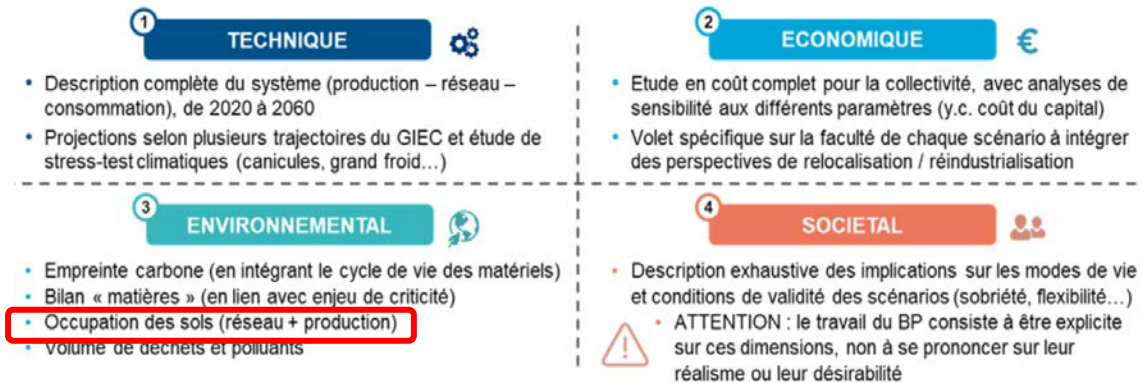 1
TECHNIQUE
• Description complète du système (production – réseau –
consommation), de 2020 à 2060
• Projections selon plusieurs trajectoires du GIEC et étude de
stress-test climatiques (canicules, grand froid…)
2
ECONOMIQUE
€
• Etude en coût complet pour la collectivité, avec analyses de
sensibilité aux différents paramètres (y.c. coût du capital)
• Volet spécifique sur la faculté de chaque scénario à intégrer
des perspectives de relocalisation / réindustrialisation
3
ENVIRONNEMENTAL
• Empreinte carbone (en intégrant le cycle de vie des matériels)
• Bilan « matières » (en lien avec enjeu de criticité)
• Occupation des sols (réseau + production)
• Volume de déchets et polluants
4
SOCIETAL
• Description exhaustive des implications sur les modes de vie
et conditions de validité des scénarios (sobriété, flexibilité…)
• ATTENTION : le travail du BP consiste à être explicite
sur ces dimensions, non à se prononcer sur leur
réalisme ou leur désirabilité